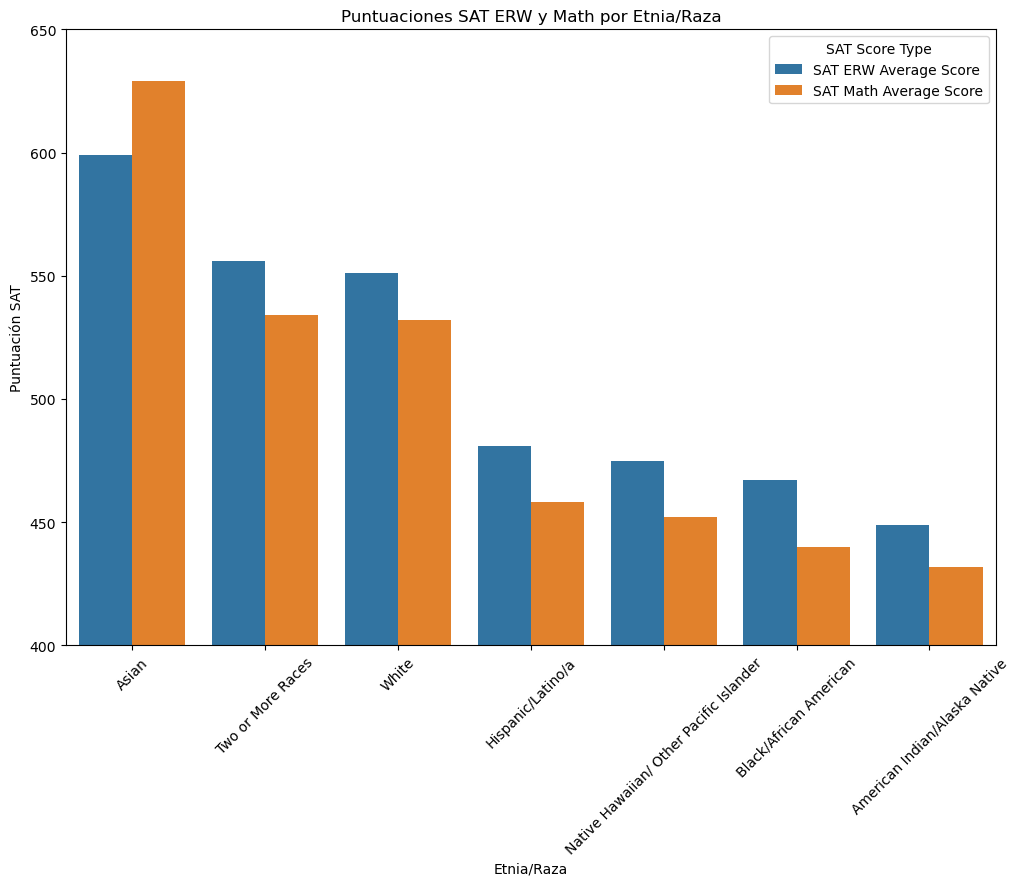 Puntuaciones SAT ERW y Math por Etnia/Raza
SAT Score Type
SAT ERW Average Score
SAT Math Average Score
Puntuación SAT
650
600
550
500
450
400
Asian
Two or More Races
White
Hispanic/Latino/a
Native Hawaiian/ Other Pacific Islander
Black/African American
American Indian/Alaska Native
Etnia/Raza